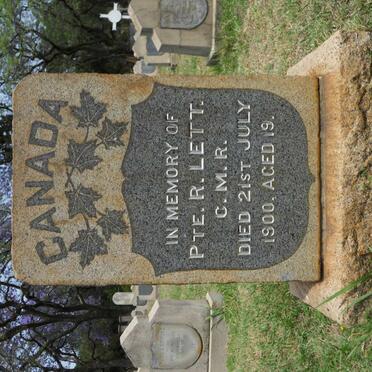 CANADA
IN MEMORY OF
PTE. R. LETT.
C. M. R.
DIED 21ST JULY
1900. AGED 19.